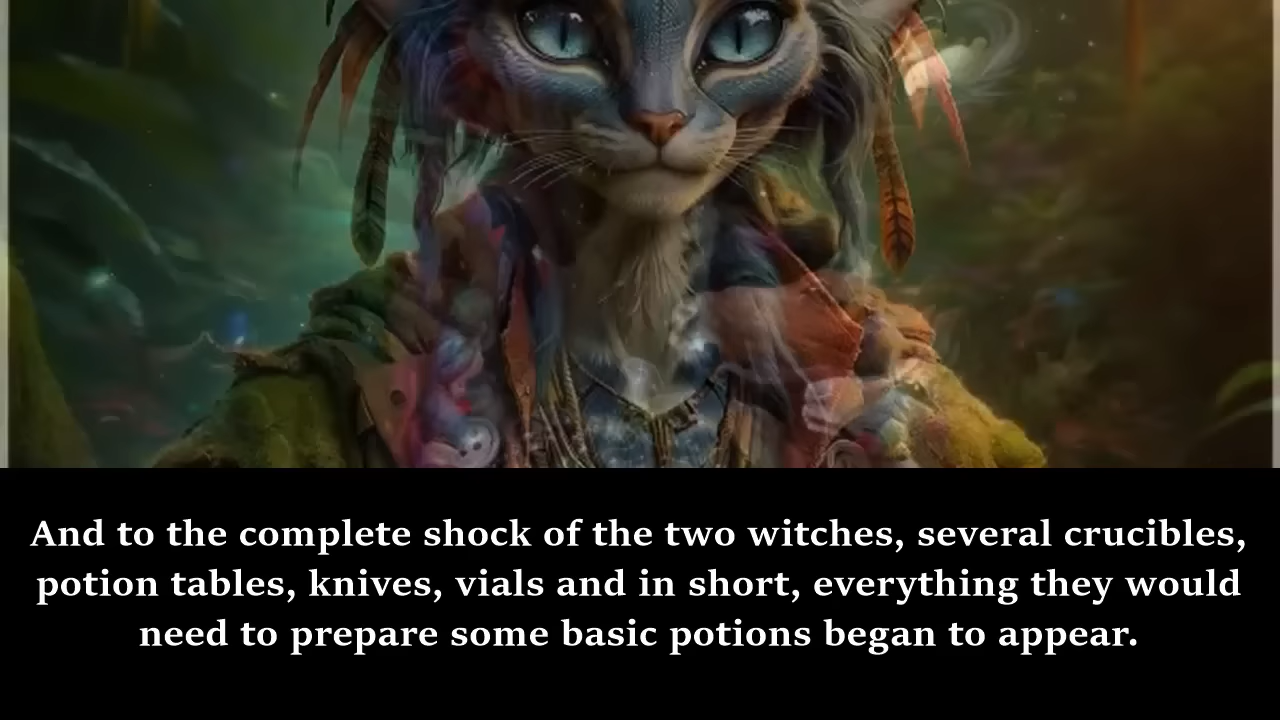 And to the complete shock of the two witches, several crucibles,
potion tables, knives, vials and in short, everything they would
need to prepare some basic potions began to appear.